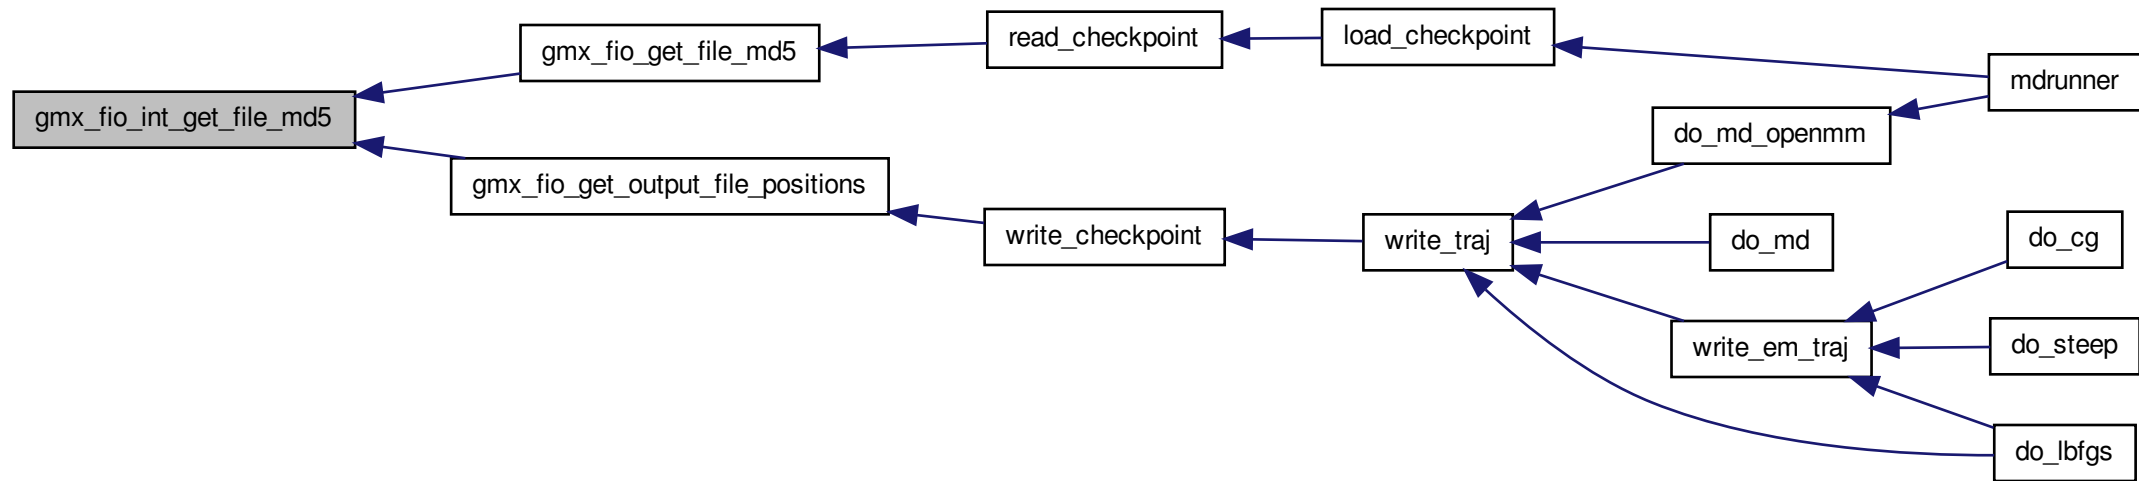 gmx_fio_int_get_file_md5
gmx_fio_get_file_md5
read_checkpoint
load_checkpoint
mdrunner
gmx_fio_get_output_file_positions
write_checkpoint
write_traj
do_md_openmm
do_md
write_em_traj
do_cg
do_steep
do_lbfgs